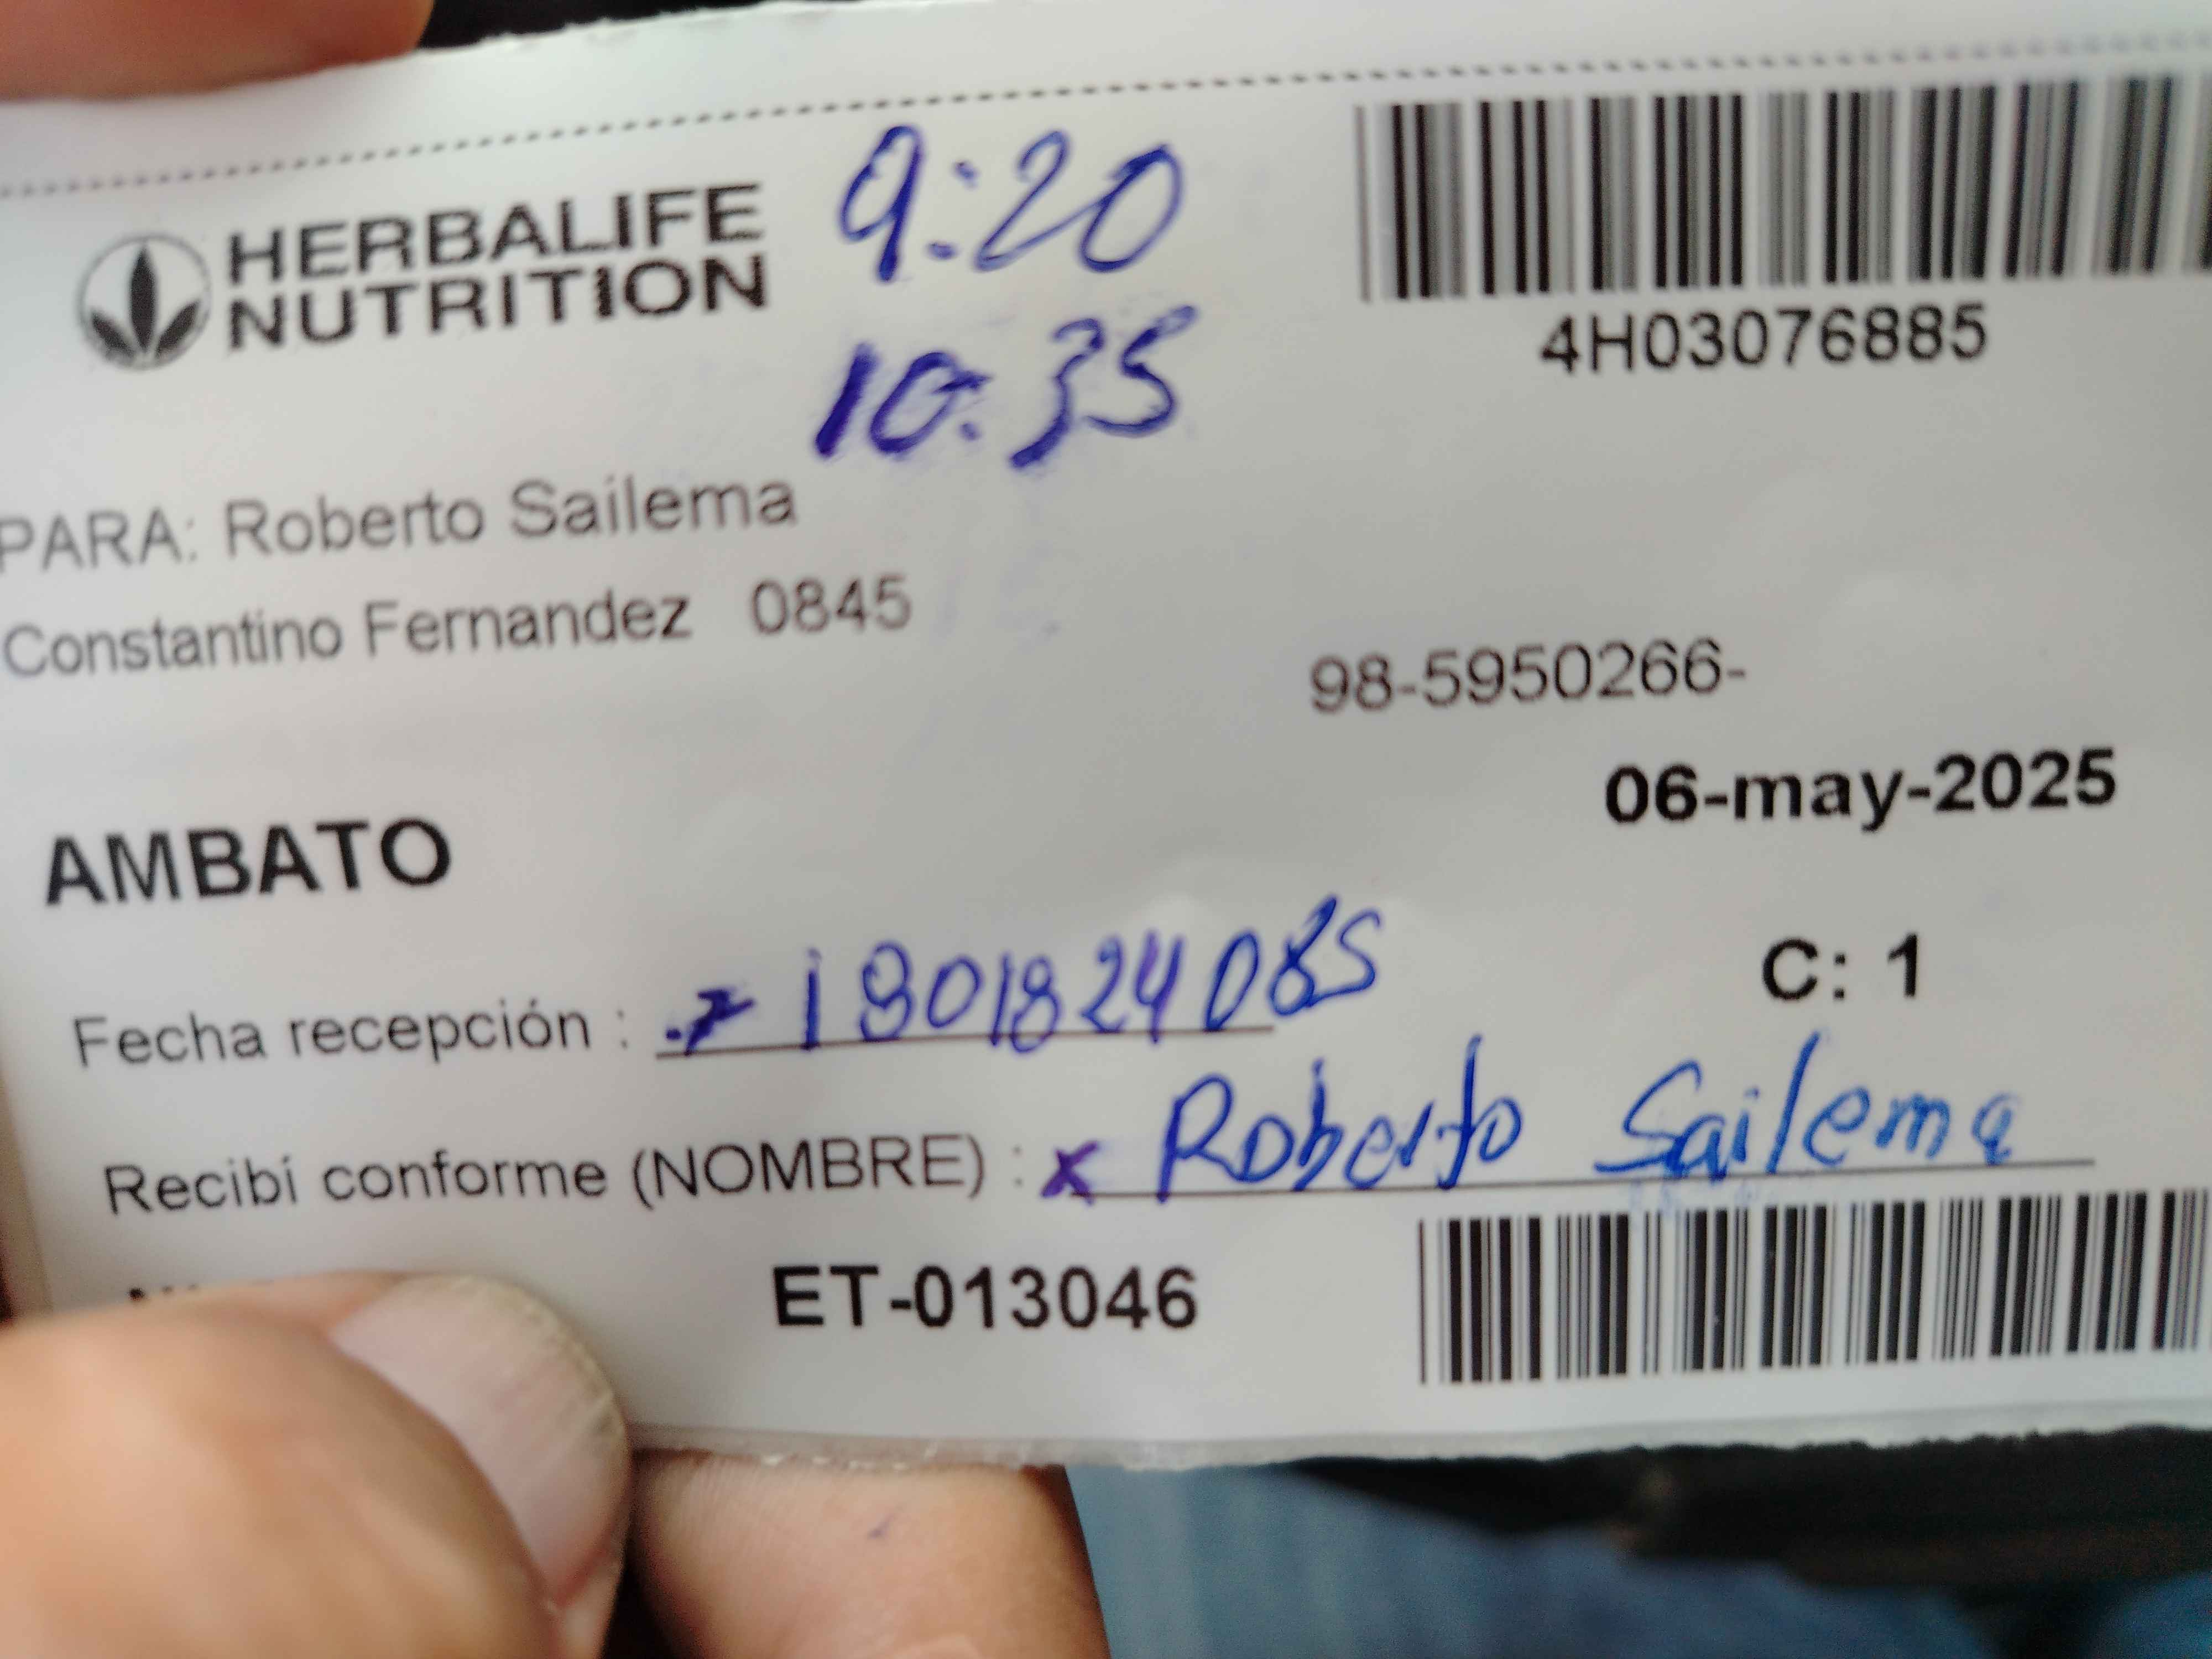 HERBALIFE
NUTRITION
9:20
10:35
4H03076885
PARA: Roberto Sailema
Constantino Fernandez 0845
98-5950266-
06-may-2025
AMBATO
C: 1
Fecha recepción : 1801824085
Recibí conforme (NOMBRE) : x Roberto Sailema
ET-013046